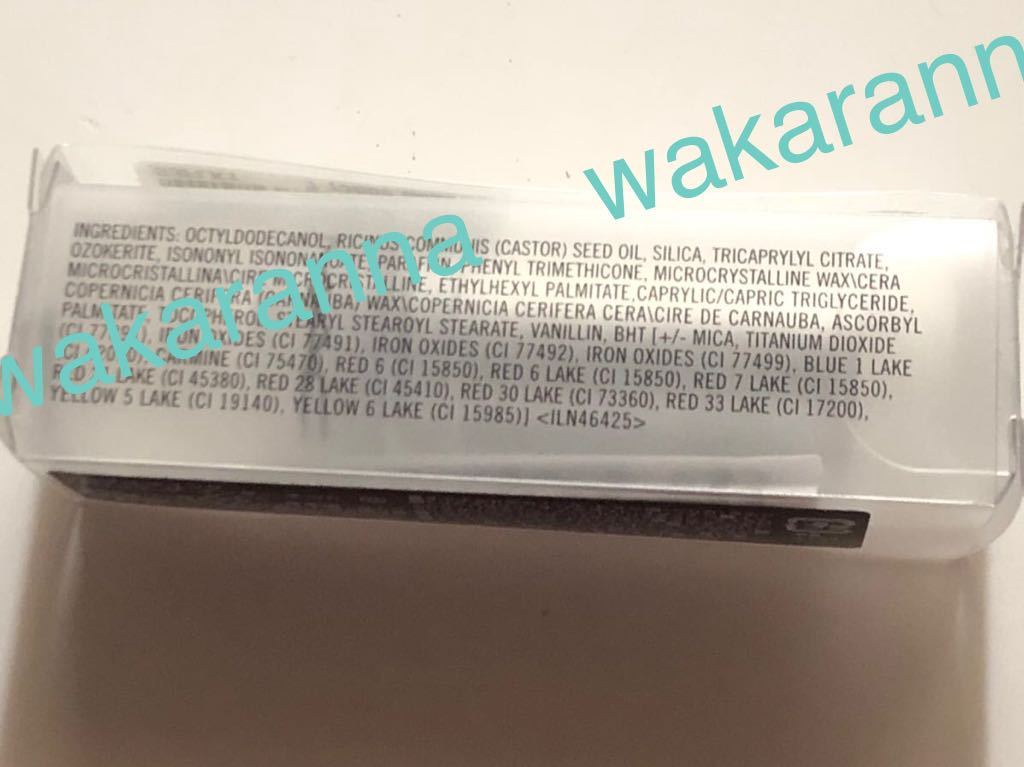 wakaranna
wakarann
INGREDIENTS: OCTYLDODECANOL, RICINUS COMMUNIS (CASTOR) SEED OIL, SILICA, TRICAPRYLYL CITRATE,
OZOKERITE, ISONONYL ISONONANOATE, PARAFFIN, PHENYL TRIMETHICONE, MICROCRYSTALLINE WAX\CERA
MICROCRISTALLINA\CIRE MICROCRISTALLINE, ETHYLHEXYL PALMITATE,CAPRYLIC/CAPRIC TRIGLYCERIDE,
COPERNICIA CERIFERA (CARNAUBA) WAX\COPERNICIA CERIFERA CERA\CIRE DE CARNAUBA, ASCORBYL
PALMITATE, TOCOPHEROL, STEARYL STEAROYL STEARATE, VANILLIN, BHT [+/- MICA, TITANIUM DIOXIDE
(CI 77891), IRON OXIDES (CI 77491), IRON OXIDES (CI 77492), IRON OXIDES (CI 77499), BLUE 1 LAKE
CARMINE (CI 75470), RED 6 (CI 15850), RED 6 LAKE (CI 15850), RED 7 LAKE (CI 15850),
LAKE (CI 45380), RED 28 LAKE (CI 45410), RED 30 LAKE (CI 73360), RED 33 LAKE (CI 17200),
YELLOW 5 LAKE (CI 19140), YELLOW 6 LAKE (CI 15985)] <ILN46425>
wakaranna